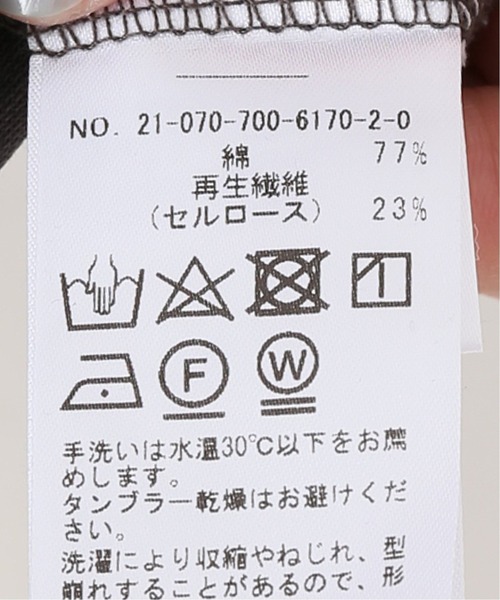 NO. 21-070-700-6170-2-0
綿 77%
再生繊維
(セルロース) 23%
F
W
手洗いは水温30℃以下をお薦
めします。
タンブラー乾燥はお避けくだ
さい。
洗濯により収縮やねじれ、型
崩れすることがあるので、形